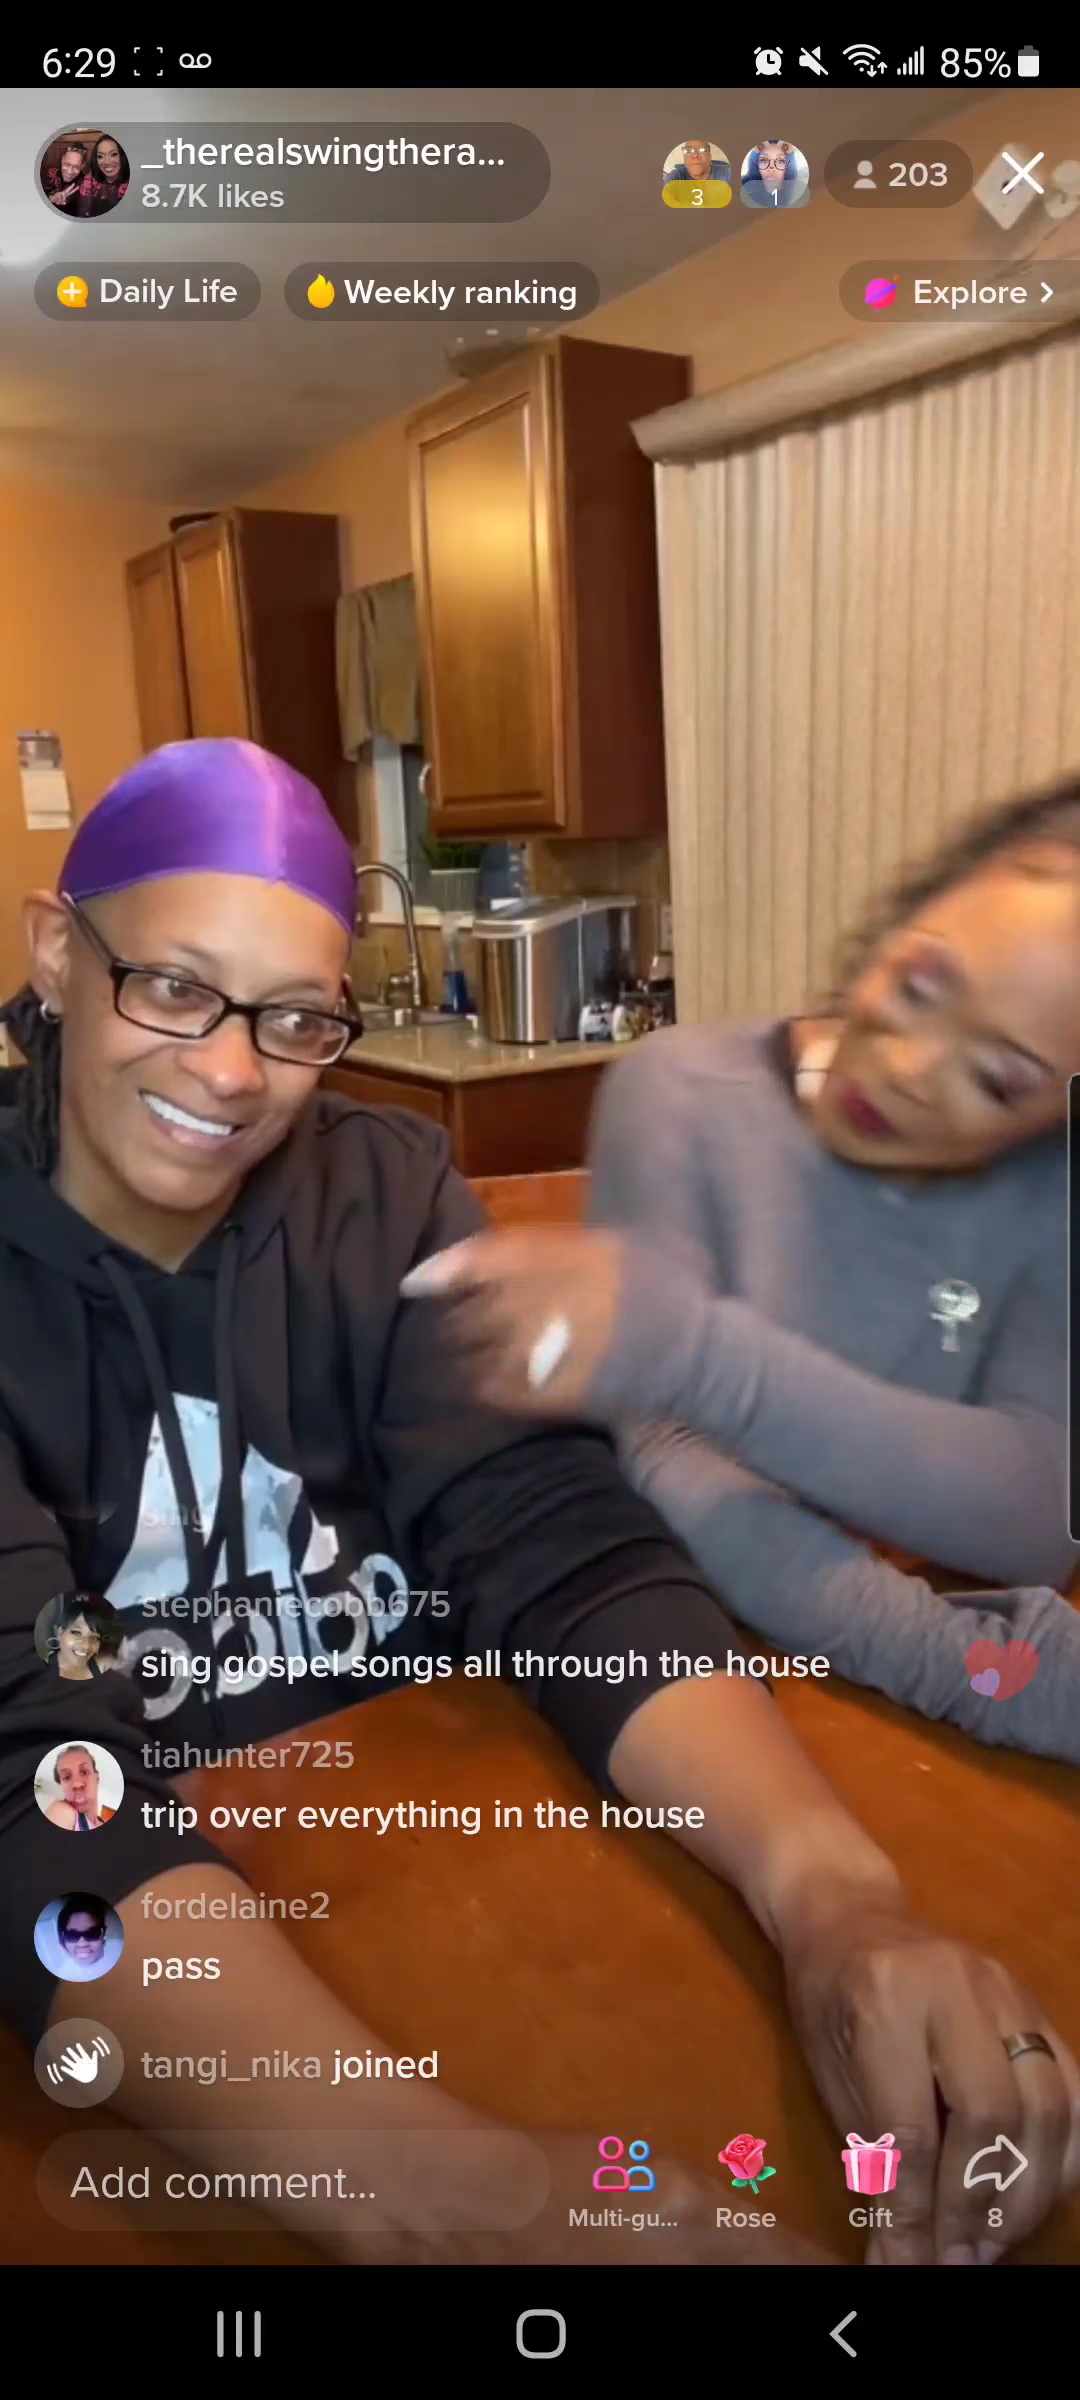 6:29
85%
_therealswingthera...
8.7K likes
3
1
203
Daily Life
Weekly ranking
Explore >
sing
stephaniecobb675
sing gospel songs all through the house
tiahunter725
trip over everything in the house
fordelaine2
pass
tangi_nika joined
Add comment...
Multi-gu...
Rose
Gift
8